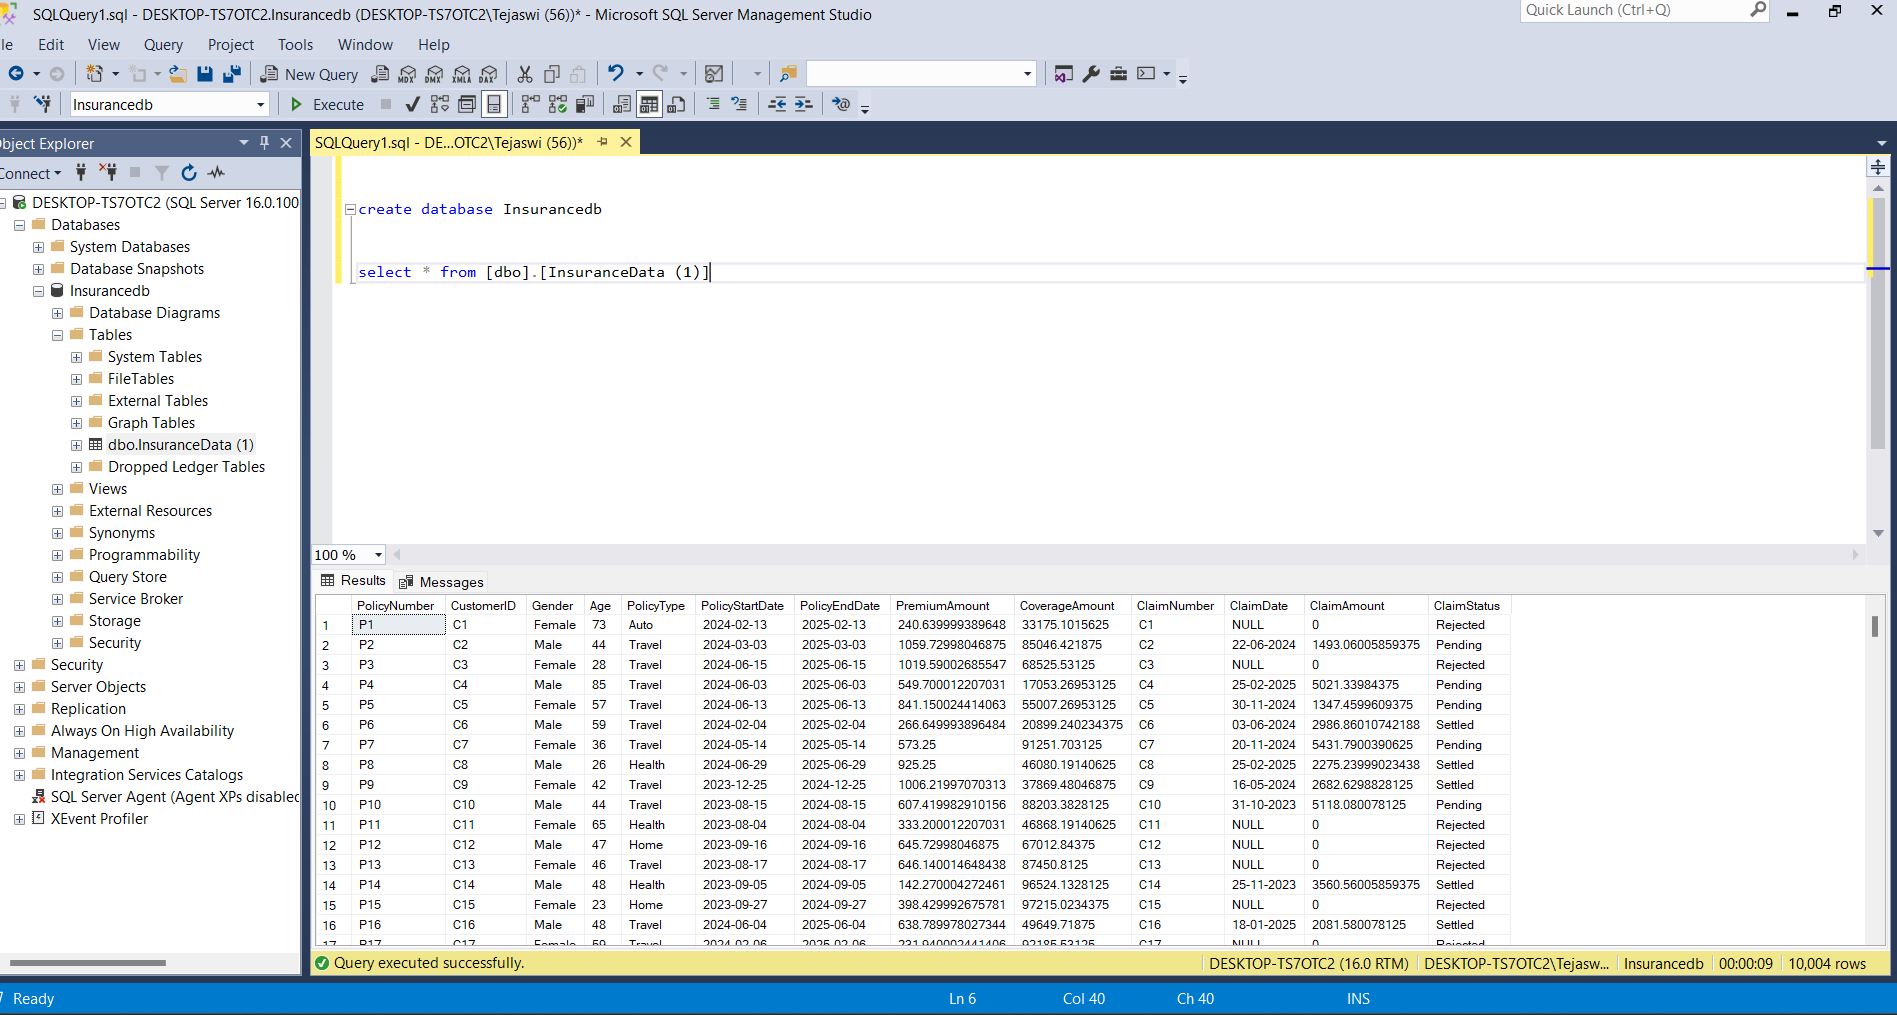 SQLQuery1.sql - DESKTOP-TS7OTC2.Insurancedb (DESKTOP-TS7OTC2\Tejaswi (56))* - Microsoft SQL Server Management Studio
Quick Launch (Ctrl+Q)
le Edit View Query Project Tools Window Help
New Query MDX DMX XMLA DAX
Insurancedb Execute
bject Explorer
SQLQuery1.sql - DE...OTC2\Tejaswi (56))*
Connect
DESKTOP-TS7OTC2 (SQL Server 16.0.100
Databases
System Databases
Database Snapshots
Insurancedb
Database Diagrams
Tables
System Tables
FileTables
External Tables
Graph Tables
dbo.InsuranceData (1)
Dropped Ledger Tables
Views
External Resources
Synonyms
Programmability
Query Store
Service Broker
Storage
Security
Security
Server Objects
Replication
Always On High Availability
Management
Integration Services Catalogs
SQL Server Agent (Agent XPs disabled
XEvent Profiler
create database Insurancedb
select * from [dbo].[InsuranceData (1)]
100 %
Results Messages
PolicyNumber CustomerID Gender Age PolicyType PolicyStartDate PolicyEndDate PremiumAmount CoverageAmount ClaimNumber ClaimDate ClaimAmount ClaimStatus
1 P1 C1 Female 73 Auto 2024-02-13 2025-02-13 240.639999389648 33175.1015625 C1 NULL 0 Rejected
2 P2 C2 Male 44 Travel 2024-03-03 2025-03-03 1059.72998046875 85046.421875 C2 22-06-2024 1493.06005859375 Pending
3 P3 C3 Female 28 Travel 2024-06-15 2025-06-15 1019.59002685547 68525.53125 C3 NULL 0 Rejected
4 P4 C4 Male 85 Travel 2024-06-03 2025-06-03 549.700012207031 17053.26953125 C4 25-02-2025 5021.33984375 Pending
5 P5 C5 Female 57 Travel 2024-06-13 2025-06-13 841.150024414063 55007.26953125 C5 30-11-2024 1347.4599609375 Pending
6 P6 C6 Male 59 Travel 2024-02-04 2025-02-04 266.649993896484 20899.240234375 C6 03-06-2024 2986.86010742188 Settled
7 P7 C7 Female 36 Travel 2024-05-14 2025-05-14 573.25 91251.703125 C7 20-11-2024 5431.7900390625 Pending
8 P8 C8 Male 26 Health 2024-06-29 2025-06-29 925.25 46080.19140625 C8 25-02-2025 2275.23999023438 Settled
9 P9 C9 Female 42 Travel 2023-12-25 2024-12-25 1006.21997070313 37869.48046875 C9 16-05-2024 2682.6298828125 Settled
10 P10 C10 Male 44 Travel 2023-08-15 2024-08-15 607.419982910156 88203.3828125 C10 31-10-2023 5118.080078125 Pending
11 P11 C11 Female 65 Health 2023-08-04 2024-08-04 333.200012207031 46868.19140625 C11 NULL 0 Rejected
12 P12 C12 Male 47 Home 2023-09-16 2024-09-16 645.72998046875 67012.84375 C12 NULL 0 Rejected
13 P13 C13 Female 46 Travel 2023-08-17 2024-08-17 646.140014648438 87450.8125 C13 NULL 0 Rejected
14 P14 C14 Male 48 Health 2023-09-05 2024-09-05 142.270004272461 96524.1328125 C14 25-11-2023 3560.56005859375 Settled
15 P15 C15 Female 23 Home 2023-09-27 2024-09-27 398.429992675781 97215.0234375 C15 NULL 0 Rejected
16 P16 C16 Male 48 Travel 2024-06-04 2025-06-04 638.789978027344 49649.71875 C16 18-01-2025 2081.580078125 Settled
17 P17 C17 Female 59 Travel 2024-02-06 2025-02-06 231.940002441406 92185.53125 C17 NULL 0 Rejected
Query executed successfully. DESKTOP-TS7OTC2 (16.0 RTM) DESKTOP-TS7OTC2\Tejasw... Insurancedb 00:00:09 10,004 rows
Ready Ln 6 Col 40 Ch 40 INS